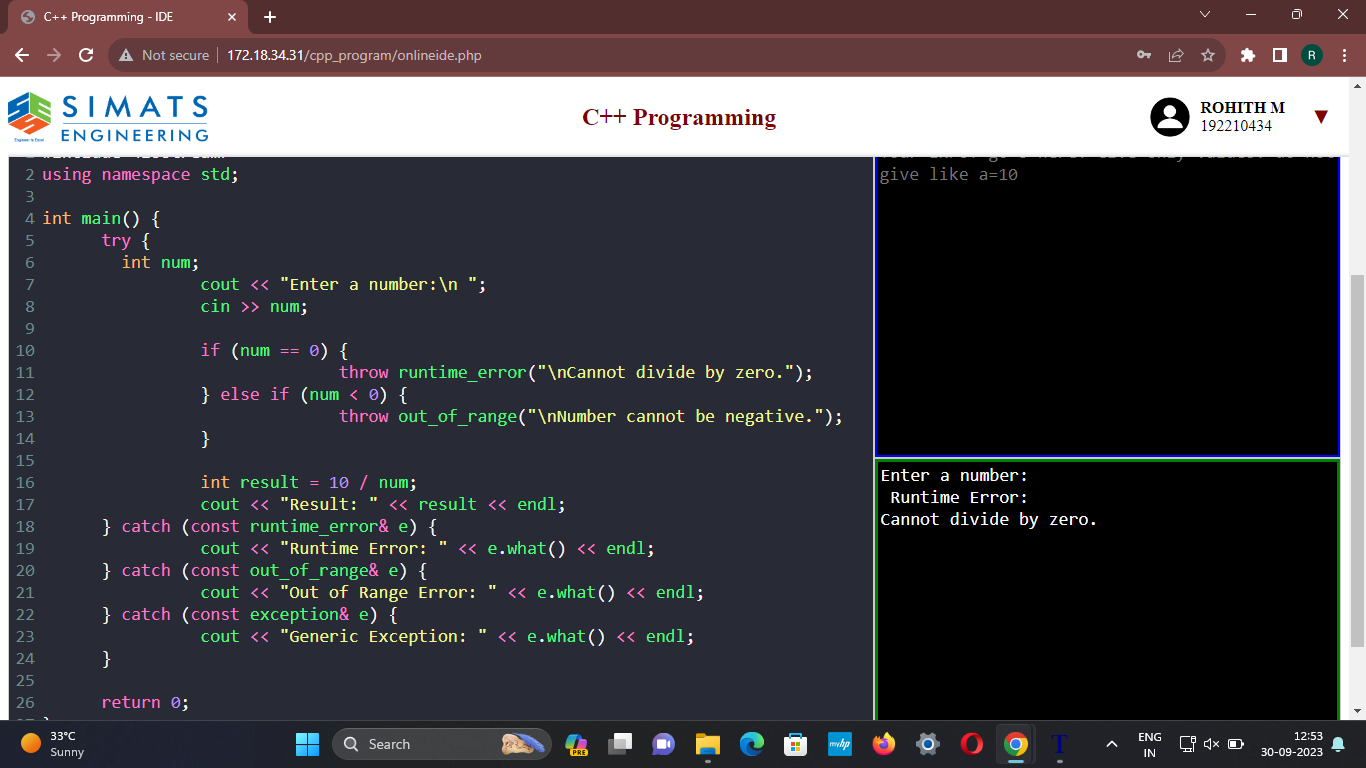 C++ Programming - IDE
Not secure
172.18.34.31/cpp_program/onlineide.php
R
SIMATS
ENGINEERING
Engineer to Excel
C++ Programming
ROHITH M
192210434
2 using namespace std;
3
4 int main() {
5 try {
6 int num;
7 cout << "Enter a number:\n ";
8 cin >> num;
9
10 if (num == 0) {
11 throw runtime_error("\nCannot divide by zero.");
12 } else if (num < 0) {
13 throw out_of_range("\nNumber cannot be negative.");
14 }
15
16 int result = 10 / num;
17 cout << "Result: " << result << endl;
18 } catch (const runtime_error& e) {
19 cout << "Runtime Error: " << e.what() << endl;
20 } catch (const out_of_range& e) {
21 cout << "Out of Range Error: " << e.what() << endl;
22 } catch (const exception& e) {
23 cout << "Generic Exception: " << e.what() << endl;
24 }
25
26 return 0;
give like a=10
Enter a number:
Runtime Error:
Cannot divide by zero.
33°C
Sunny
Search
PRE
myhp
T
ENG
IN
12:53
30-09-2023